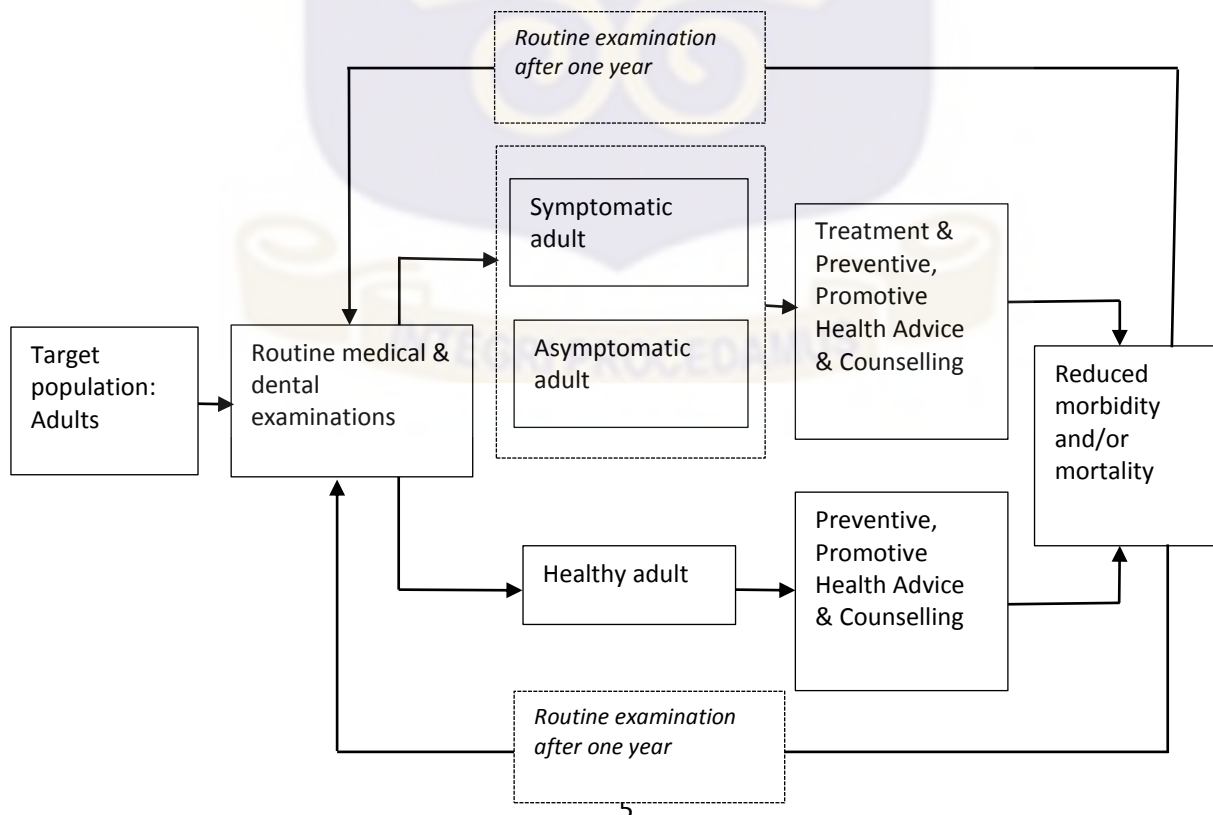 Routine examination
after one year
Symptomatic
adult
Treatment &
Preventive,
Promotive
Health Advice
& Counselling
Asymptomatic
adult
Target
population:
Adults
Routine medical &
dental
examinations
Reduced
morbidity
and/or
mortality
INTEGRI PROCEDAMUS
Healthy adult
Preventive,
Promotive
Health Advice
& Counselling
Routine examination
after one year
5